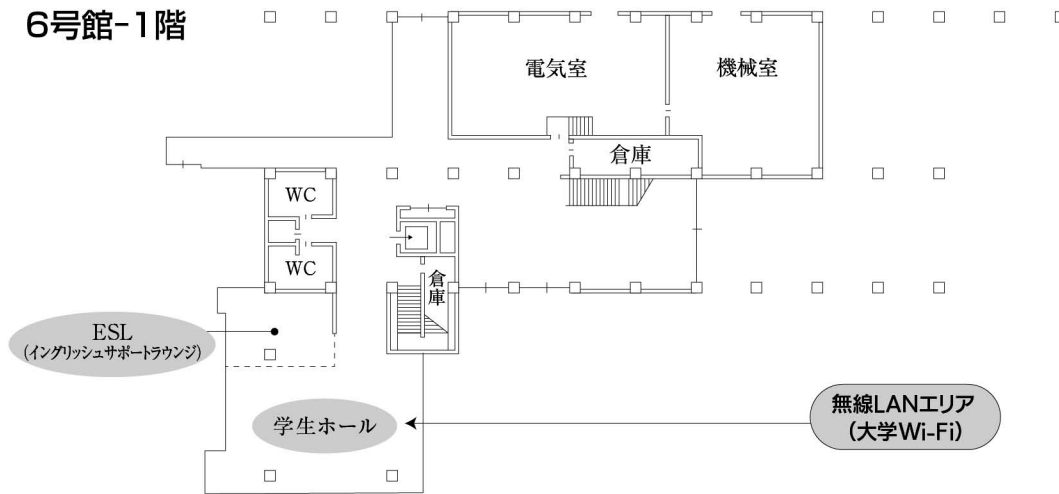 6号館-1階
電気室
機械室
倉庫
WC
WC
倉庫
ESL
(イングリッシュサポートラウンジ)
学生ホール
無線LANエリア
(大学Wi-Fi)